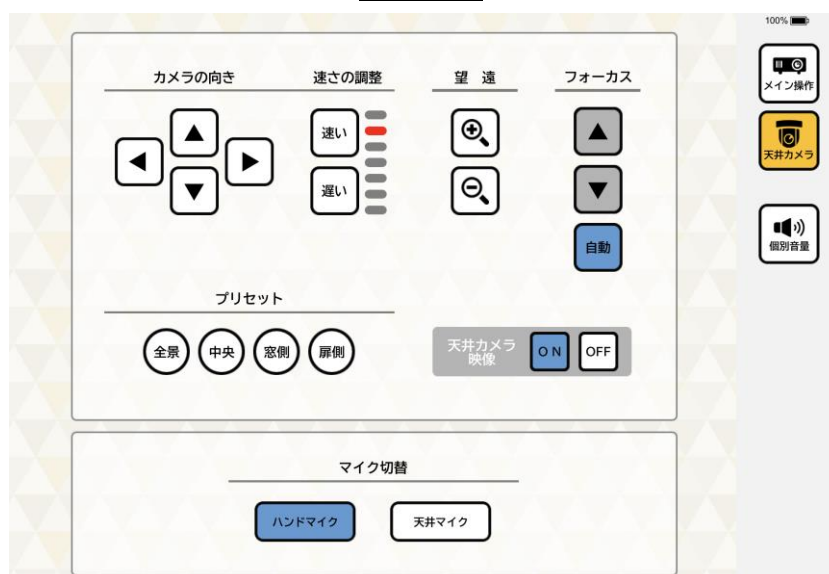 100%
カメラの向き
速さの調整
望 遠
フォーカス
速い
遅い
自動
プリセット
全景
中央
窓側
扉側
天井カメラ
映像
ON
OFF
マイク切替
ハンドマイク
天井マイク
メイン操作
天井カメラ
個別音量